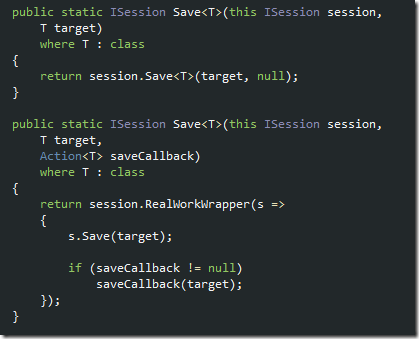 public static ISession Save<T>(this ISession session,
    T target)
    where T : class
{
    return session.Save<T>(target, null);
}

public static ISession Save<T>(this ISession session,
    T target,
    Action<T> saveCallback)
    where T : class
{
    return session.RealWorkWrapper(s =>
    {
        s.Save(target);

        if (saveCallback != null)
            saveCallback(target);
    });
}